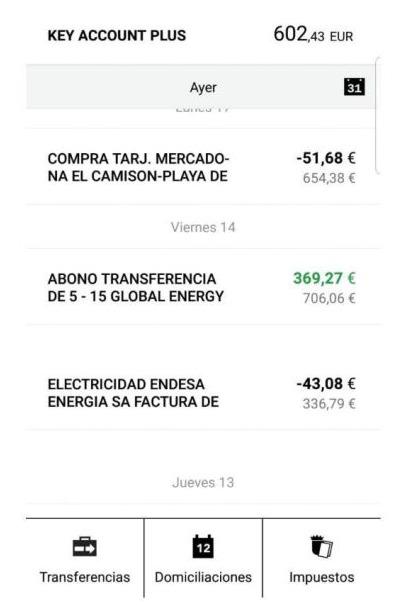 KEY ACCOUNT PLUS 602,43 EUR
Ayer 31
Lunes 17
COMPRA TARJ. MERCADO- -51,68 €
NA EL CAMISON-PLAYA DE 654,38 €
Viernes 14
ABONO TRANSFERENCIA 369,27 €
DE 5 - 15 GLOBAL ENERGY 706,06 €
ELECTRICIDAD ENDESA -43,08 €
ENERGIA SA FACTURA DE 336,79 €
Jueves 13
12
Transferencias Domiciliaciones Impuestos